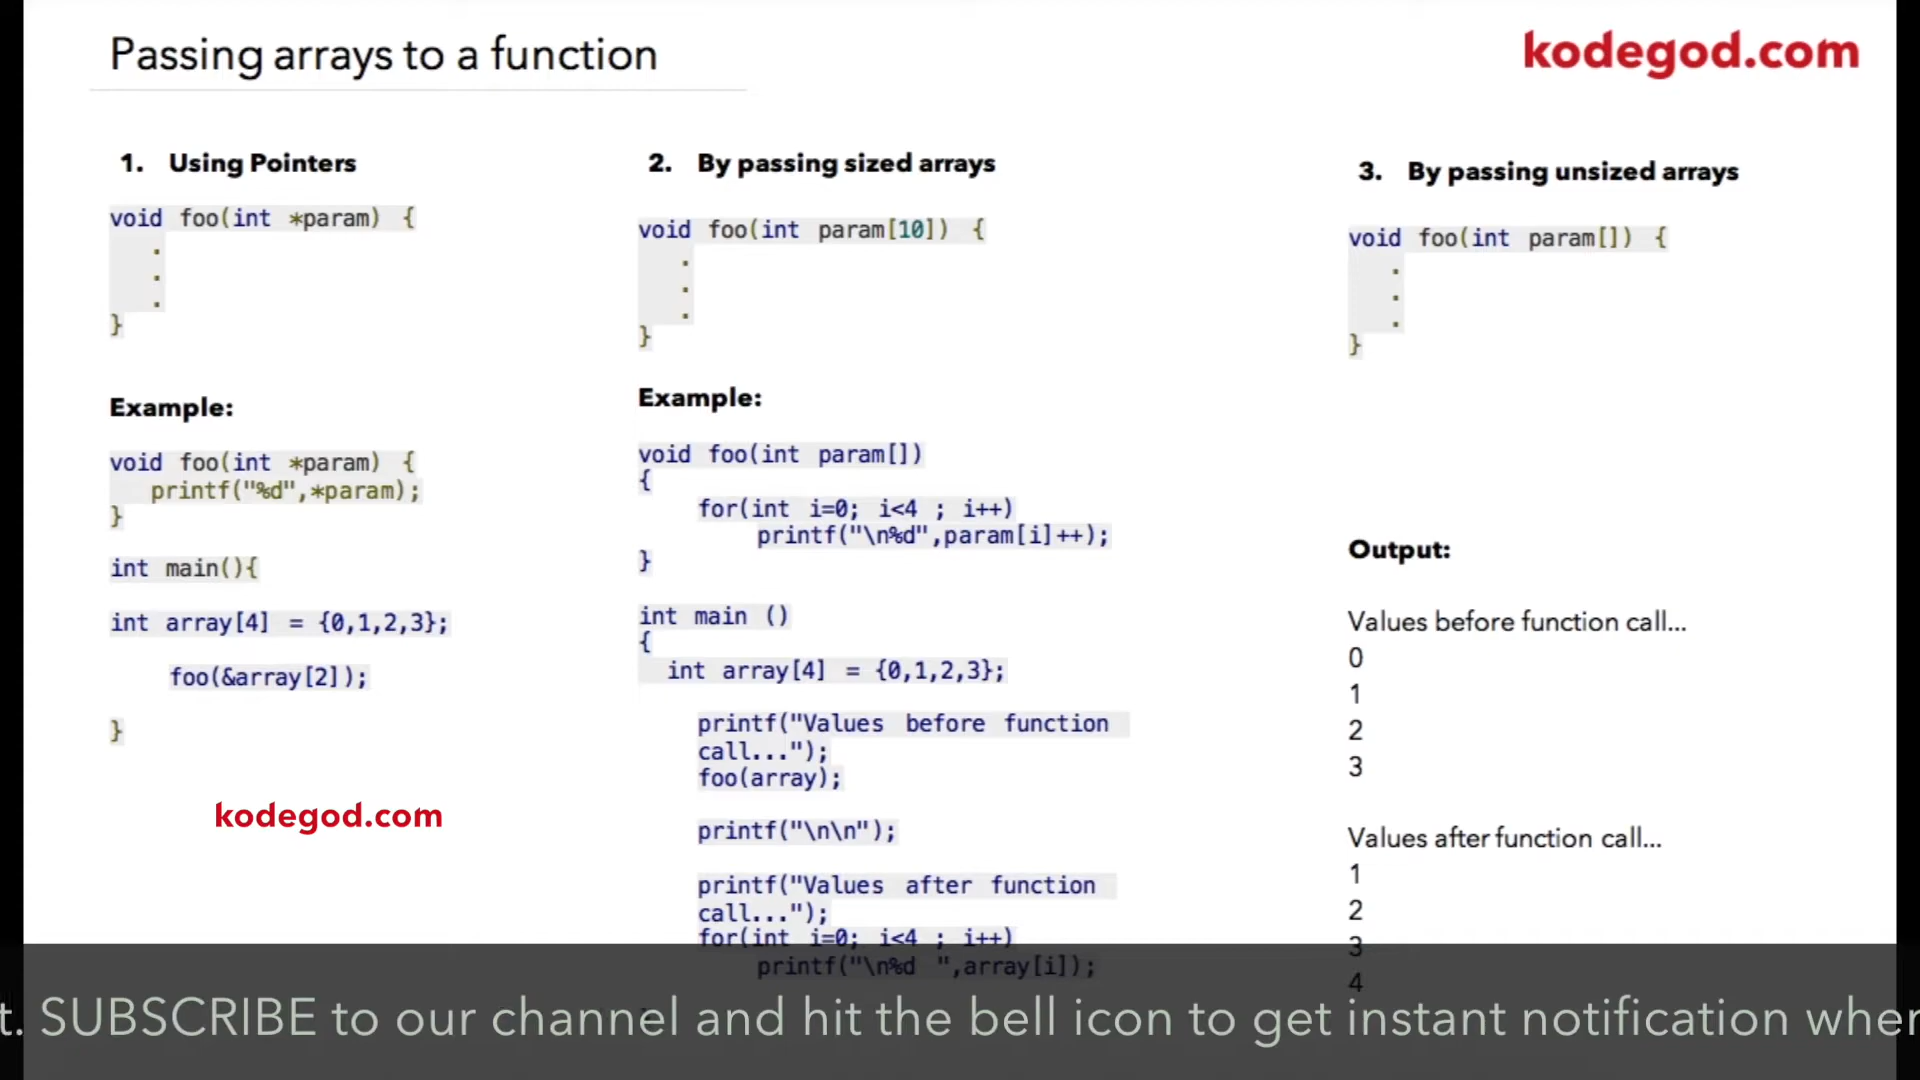 Passing arrays to a function
kodegod.com
1. Using Pointers
void foo(int *param) {
.
.
.
}
Example:
void foo(int *param) {
printf("%d",*param);
}
int main(){
int array[4] = {0,1,2,3};
foo(&array[2]);
}
kodegod.com
2. By passing sized arrays
void foo(int param[10]) {
.
.
.
}
Example:
void foo(int param[])
{
for(int i=0; i<4 ; i++)
printf("\n%d",param[i]++);
}
int main ()
{
int array[4] = {0,1,2,3};
printf("Values before function
call...");
foo(array);
printf("\n\n");
printf("Values after function
call...");
for(int i=0; i<4 ; i++)
printf("\n%d ",array[i]);
3. By passing unsized arrays
void foo(int param[]) {
.
.
.
}
Output:
Values before function call...
0
1
2
3
Values after function call...
1
2
3
4
t. SUBSCRIBE to our channel and hit the bell icon to get instant notification when